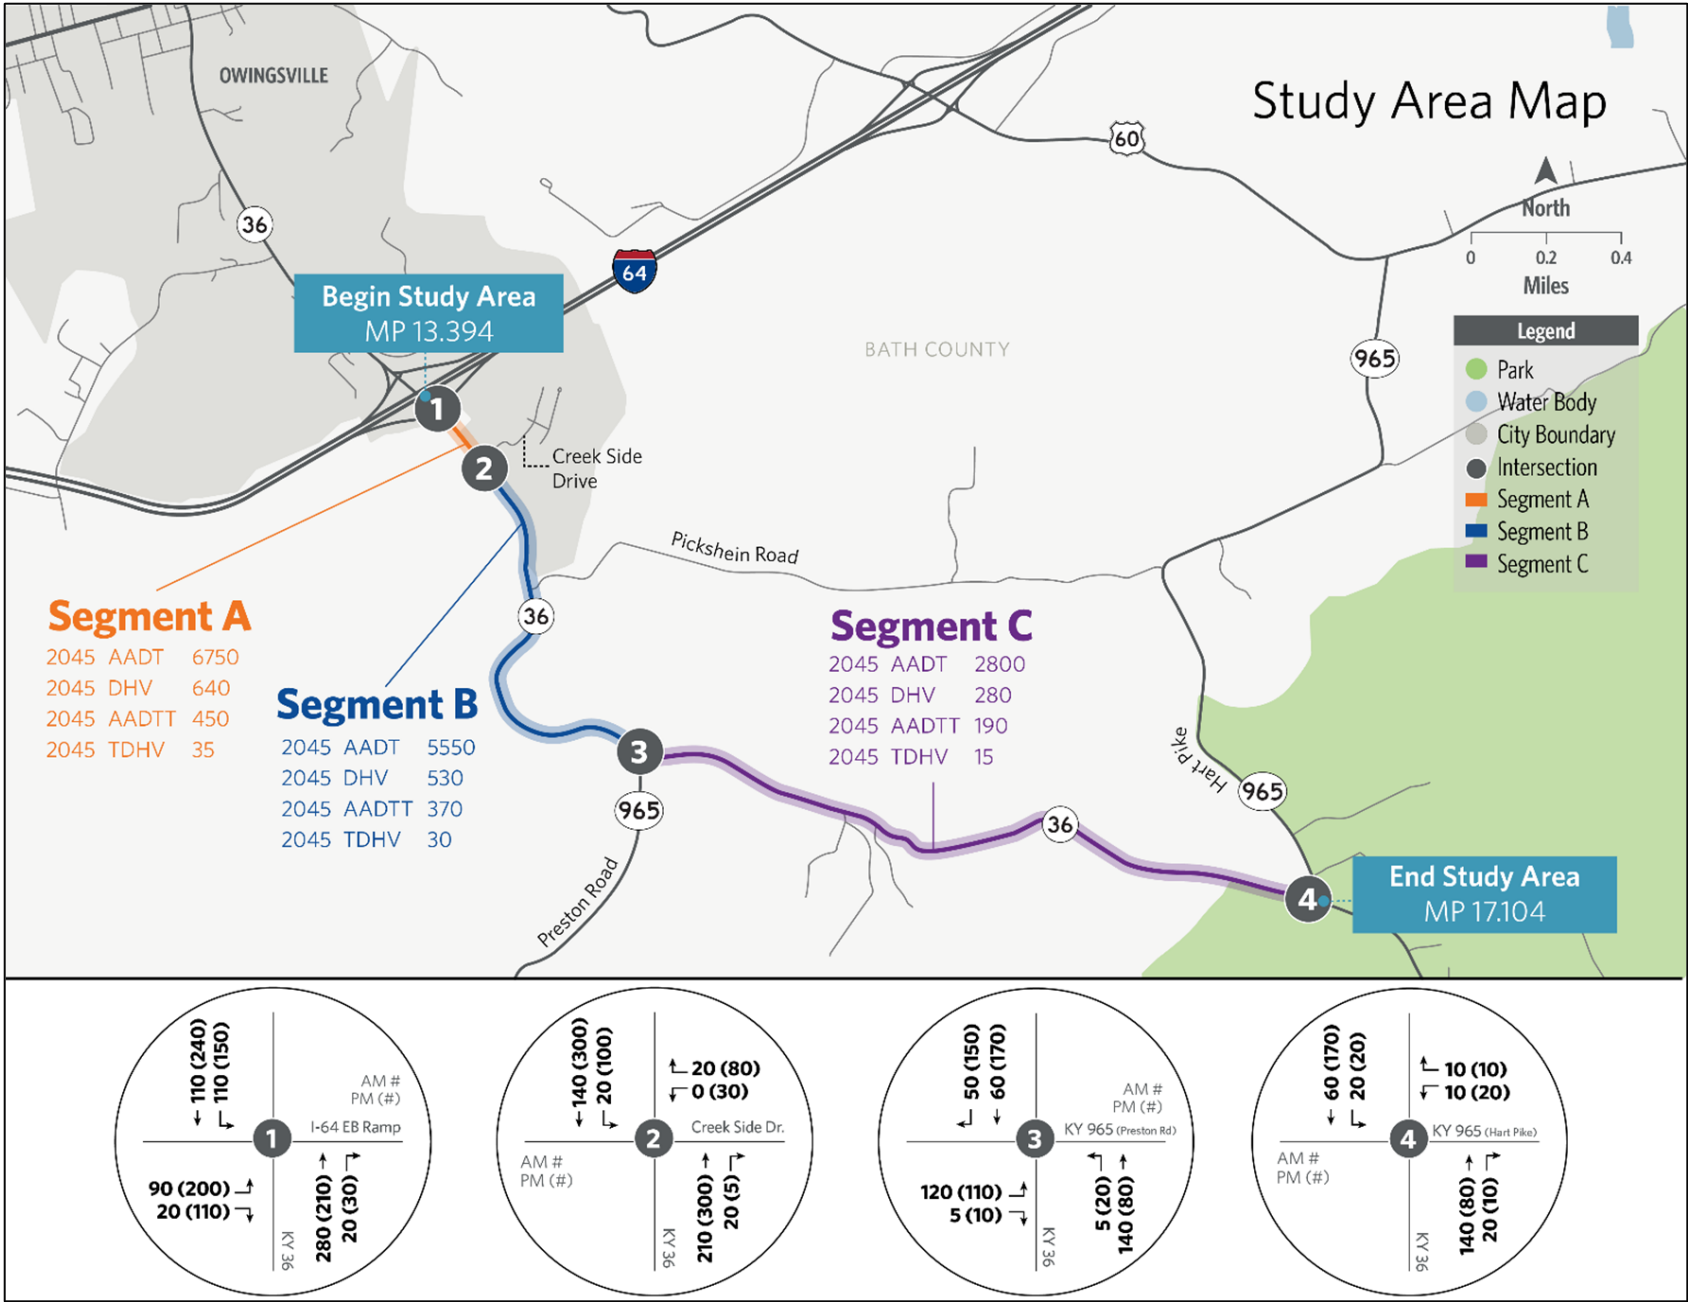 OWINGSVILLE
Study Area Map
60
36
North
0 0.2 0.4
Miles
64
Begin Study Area
MP 13.394
BATH COUNTY
965
Legend
Park
Water Body
City Boundary
Intersection
Segment A
Segment B
Segment C
1
2
Creek Side
Drive
Pickshein Road
36
Segment A
2045 AADT 6750
2045 DHV 640
2045 AADTT 450
2045 TDHV 35
Segment B
2045 AADT 5550
2045 DHV 530
2045 AADTT 370
2045 TDHV 30
Segment C
2045 AADT 2800
2045 DHV 280
2045 AADTT 190
2045 TDHV 15
3
965
Preston Road
36
Hart Pike
965
4
End Study Area
MP 17.104
110 (240)
110 (150)
AM #
PM (#)
1
I-64 EB Ramp
90 (200)
20 (110)
KY 36
280 (210)
20 (30)
140 (300)
20 (100)
20 (80)
0 (30)
2
Creek Side Dr.
AM #
PM (#)
KY 36
210 (300)
20 (5)
50 (150)
60 (170)
AM #
PM (#)
3
KY 965 (Preston Rd)
120 (110)
5 (10)
KY 36
5 (20)
140 (80)
60 (170)
20 (20)
10 (10)
10 (20)
4
KY 965 (Hart Pike)
AM #
PM (#)
KY 36
140 (80)
20 (10)